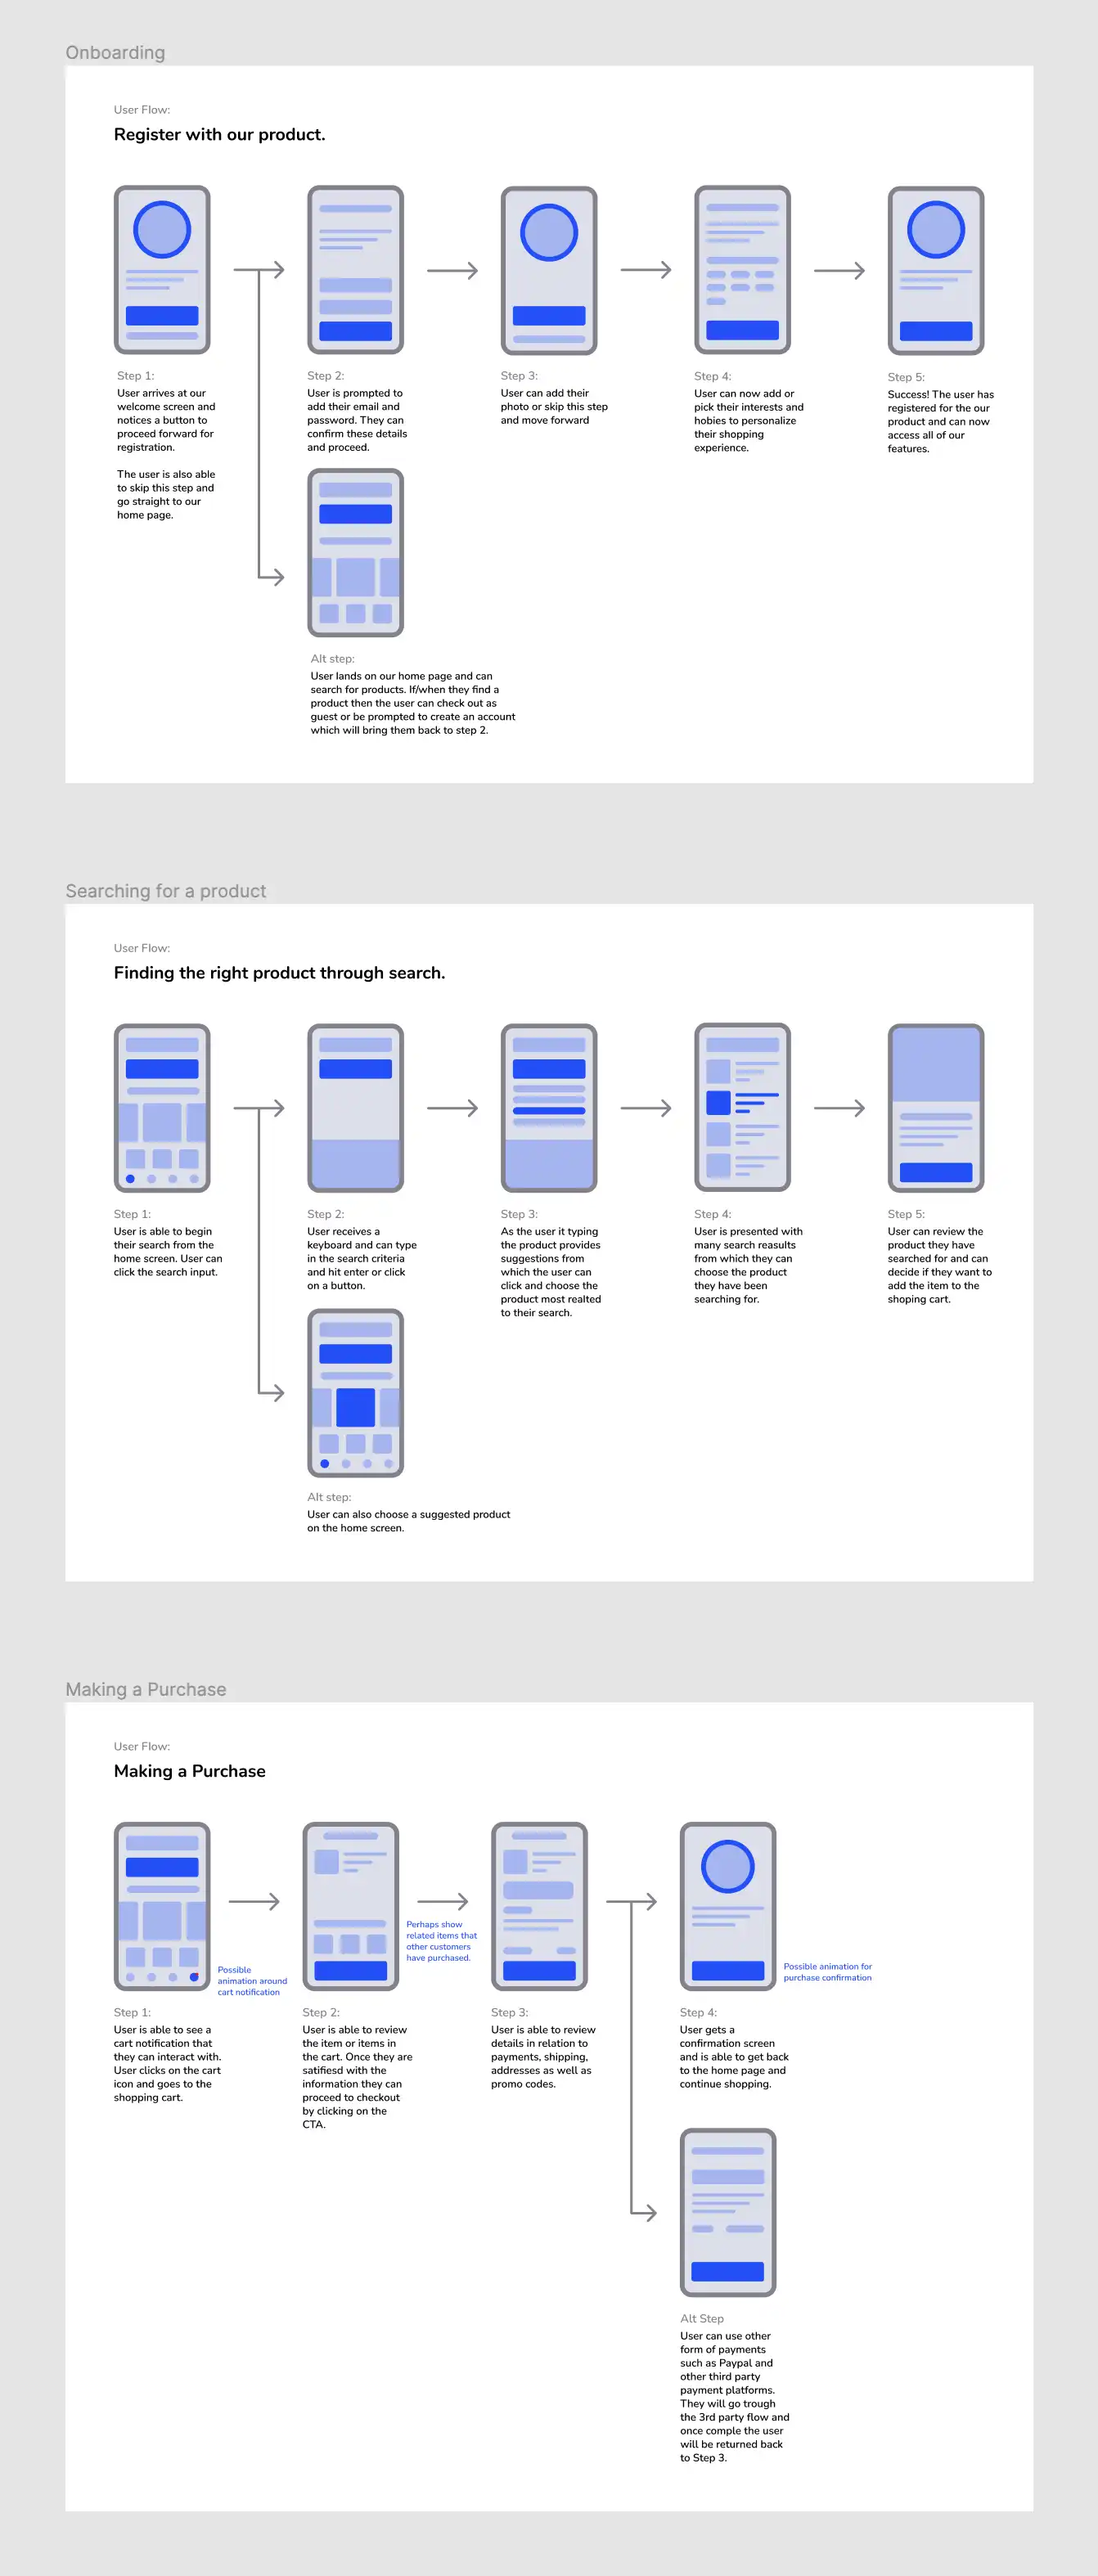 Onboarding
User Flow:
Register with our product.
Step 1:
User arrives at our
welcome screen and
notices a button to
proceed forward for
registration.
The user is also able
to skip this step and
go straight to our
home page.
Step 2:
User is prompted to
add their email and
password. They can
confirm these details
and proceed.
Step 3:
User can add their
photo or skip this step
and move forward
Step 4:
User can now add or
pick their interests and
hobies to personalize
their shopping
experience.
Step 5:
Success! The user has
registered for the our
product and can now
access all of our
features.
Alt step:
User lands on our home page and can
search for products. If/when they find a
product then the user can check out as
guest or be prompted to create an account
which will bring them back to step 2.
Searching for a product
User Flow:
Finding the right product through search.
Step 1:
User is able to begin
their search from the
home screen. User can
click the search input.
Step 2:
User receives a
keyboard and can type
in the search criteria
and hit enter or click
on a button.
Step 3:
As the user it typing
the product provides
suggestions from
which the user can
click and choose the
product most realted
to their search.
Step 4:
User is presented with
many search reasults
from which they can
choose the product
they have been
searching for.
Step 5:
User can review the
product they have
searched for and can
decide if they want to
add the item to the
shoping cart.
Alt step:
User can also choose a suggested product
on the home screen.
Making a Purchase
User Flow:
Making a Purchase
Possible
animation around
cart notification
Perhaps show
related items that
other customers
have purchased.
Possible animation for
purchase confirmation
Step 1:
User is able to see a
cart notification that
they can interact with.
User clicks on the cart
icon and goes to the
shopping cart.
Step 2:
User is able to review
the item or items in
the cart. Once they are
satifiesd with the
information they can
proceed to checkout
by clicking on the
CTA.
Step 3:
User is able to review
details in relation to
payments, shipping,
addresses as well as
promo codes.
Step 4:
User gets a
confirmation screen
and is able to get back
to the home page and
continue shopping.
Alt Step
User can use other
form of payments
such as Paypal and
other third party
payment platforms.
They will go trough
the 3rd party flow and
once comple the user
will be returned back
to Step 3.